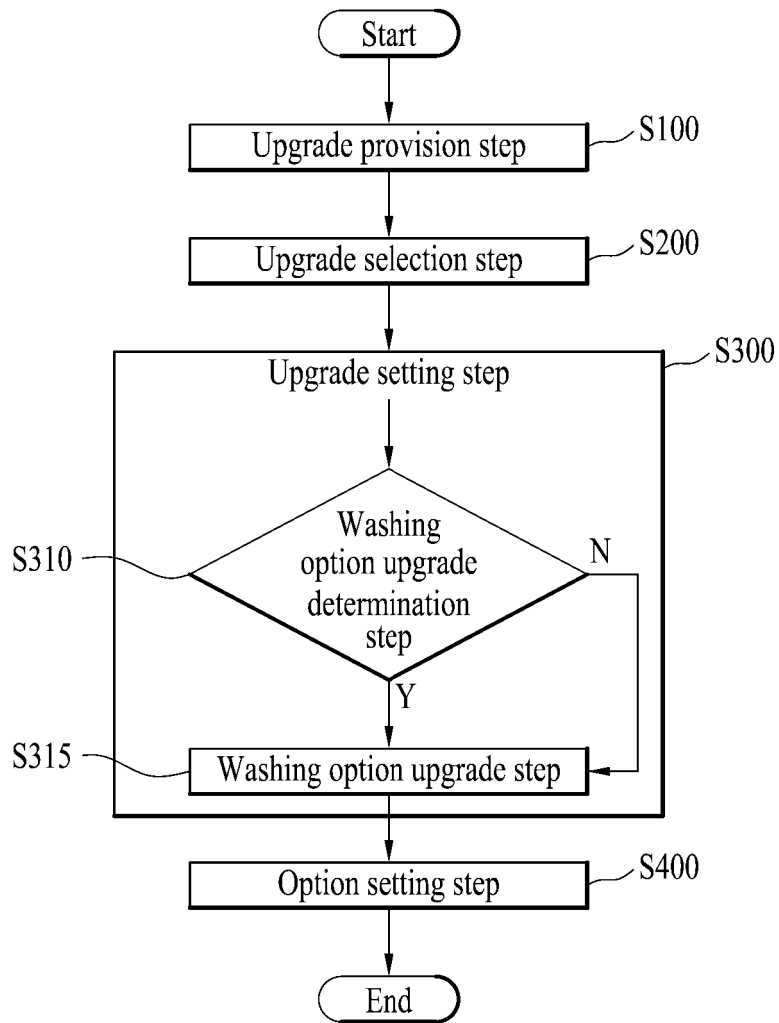 Start
Upgrade provision step
S100
Upgrade selection step
S200
S300
Upgrade setting step
Washing
option upgrade
determination
step
S310
N
Y
S315
Washing option upgrade step
Option setting step
S400
End